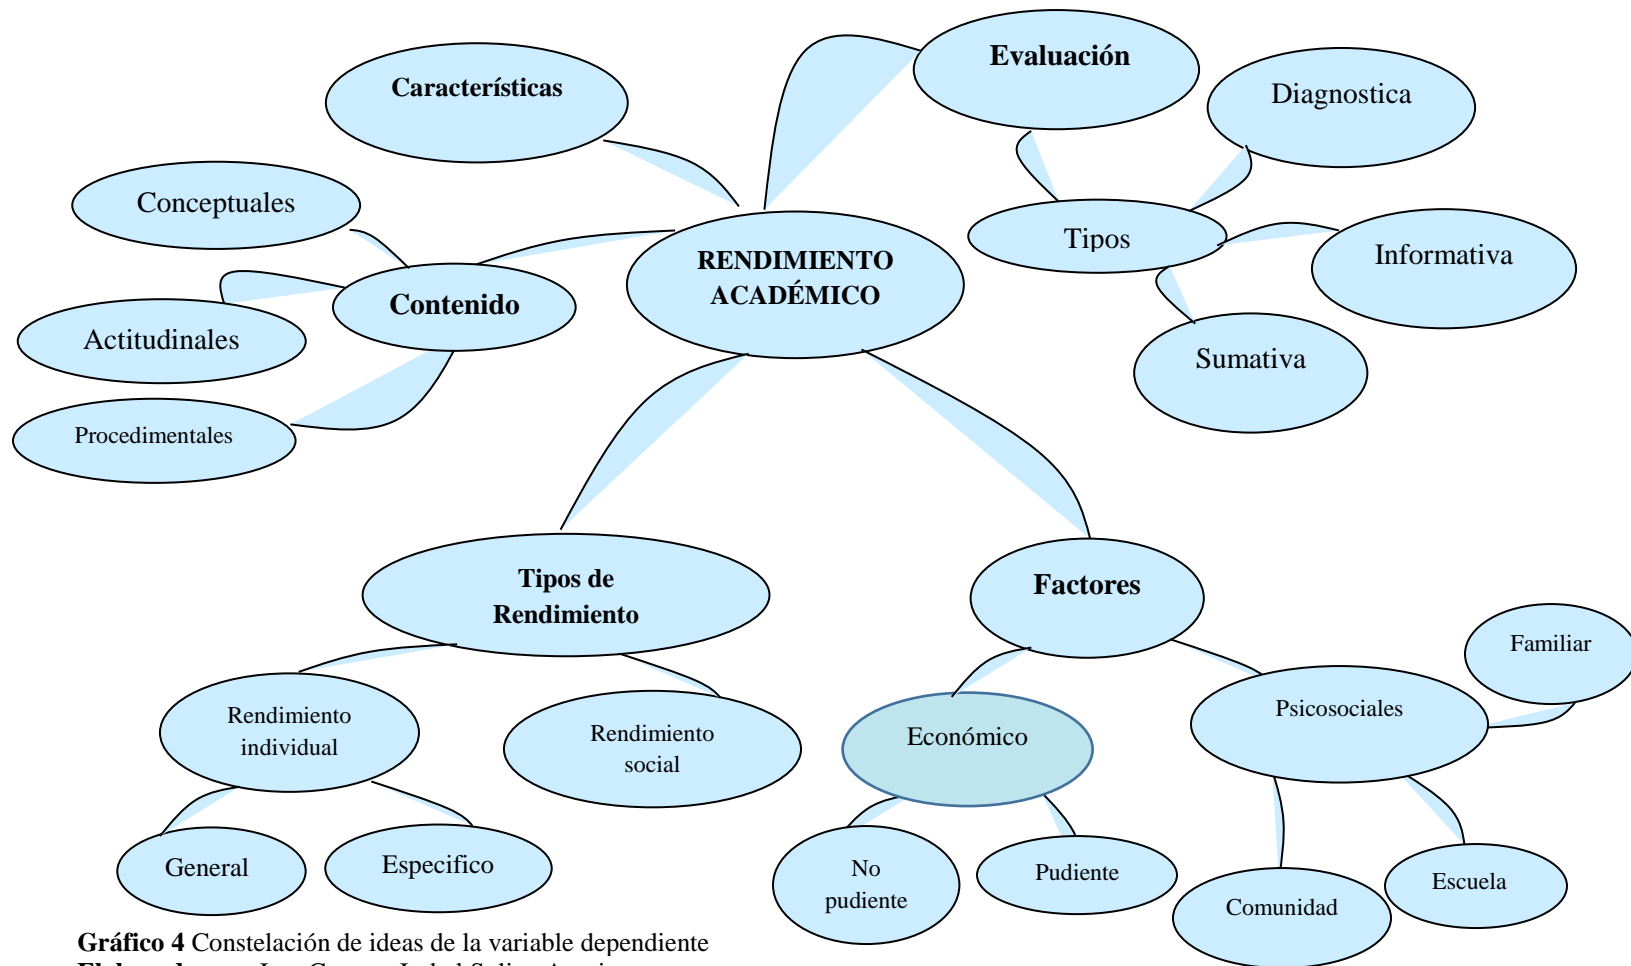 Evaluación
Características
Diagnostica
Conceptuales
Tipos
Informativa
RENDIMIENTO
ACADÉMICO
Contenido
Actitudinales
Sumativa
Procedimentales
Tipos de
Rendimiento
Factores
Familiar
Rendimiento
individual
Rendimiento
social
Económico
Psicosociales
General
Especifico
No
pudiente
Pudiente
Comunidad
Escuela
Gráfico 4 Constelación de ideas de la variable dependiente